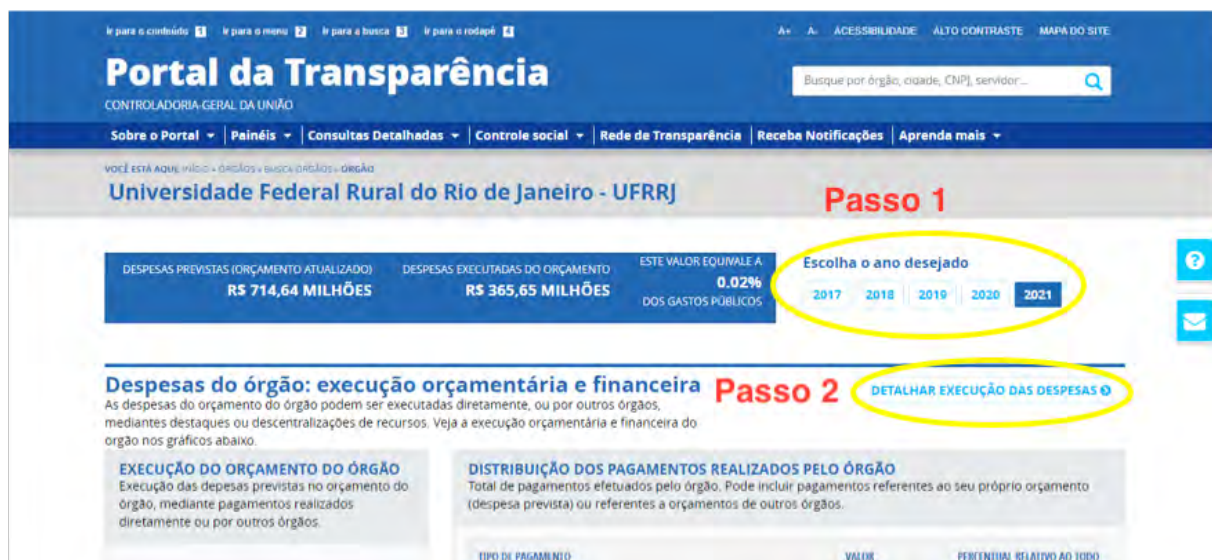 Ir para o conteúdo 1 Ir para o menu 2 Ir para a busca 3 Ir para o rodapé 4
A+ A- ACESSIBILIDADE ALTO CONTRASTE MAPA DO SITE
Portal da Transparência
Busque por órgão, cidade, CNPJ, servidor...
CONTROLADORIA-GERAL DA UNIÃO
Sobre o Portal Painéis Consultas Detalhadas Controle social Rede de Transparência Receba Notificações Aprenda mais
VOCÊ ESTÁ AQUI: INÍCIO » ÓRGÃOS » BUSCA ÓRGÃOS » ÓRGÃO
Universidade Federal Rural do Rio de Janeiro - UFRRJ
Passo 1
DESPESAS PREVISTAS (ORÇAMENTO ATUALIZADO)
R$ 714,64 MILHÕES
DESPESAS EXECUTADAS DO ORÇAMENTO
R$ 365,65 MILHÕES
ESTE VALOR EQUIVALE A
0.02%
DOS GASTOS PÚBLICOS
Escolha o ano desejado
2017 2018 2019 2020 2021
?
Despesas do órgão: execução orçamentária e financeira
Passo 2
DETALHAR EXECUÇÃO DAS DESPESAS
As despesas do orçamento do órgão podem ser executadas diretamente, ou por outros órgãos,
mediantes destaques ou descentralizações de recursos. Veja a execução orçamentária e financeira do
orgão nos gráficos abaixo.
EXECUÇÃO DO ORÇAMENTO DO ÓRGÃO
Execução das depesas previstas no orçamento do
órgão, mediante pagamentos realizados
diretamente ou por outros órgãos.
DISTRIBUIÇÃO DOS PAGAMENTOS REALIZADOS PELO ÓRGÃO
Total de pagamentos efetuados pelo órgão. Pode incluir pagamentos referentes ao seu próprio orçamento
(despesa prevista) ou referentes a orçamentos de outros órgãos.
TIPO DE PAGAMENTO VALOR PERCENTUAL RELATIVO AO TODO